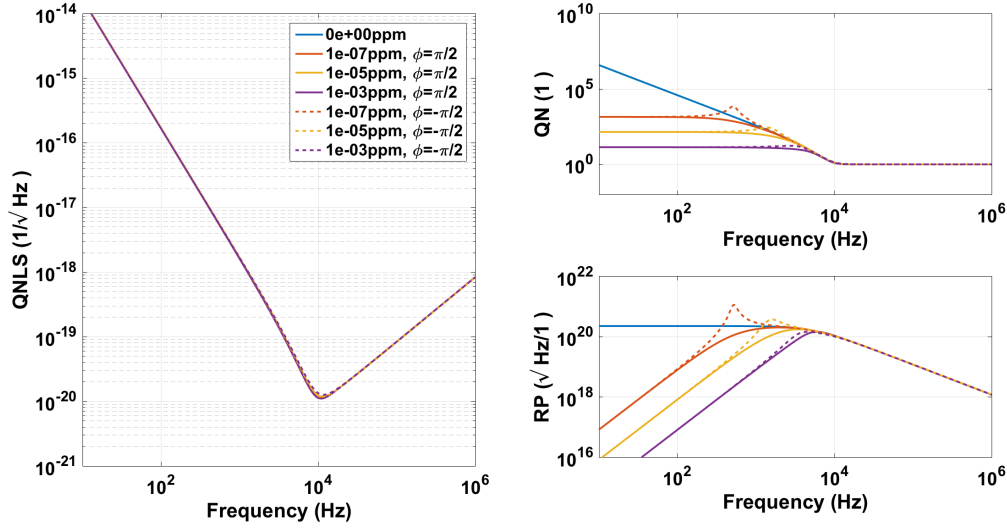 10^-14
10^-15
10^-16
10^-17
10^-18
10^-19
10^-20
10^-21
QNLS (1/√ Hz)
10^2
10^4
10^6
Frequency (Hz)
0e+00ppm
1e-07ppm, ϕ=π/2
1e-05ppm, ϕ=π/2
1e-03ppm, ϕ=π/2
1e-07ppm, ϕ=-π/2
1e-05ppm, ϕ=-π/2
1e-03ppm, ϕ=-π/2
10^10
10^5
10^0
QN (1 )
10^2
10^4
10^6
Frequency (Hz)
10^22
10^20
10^18
10^16
RP (√ Hz/1 )
10^2
10^4
10^6
Frequency (Hz)